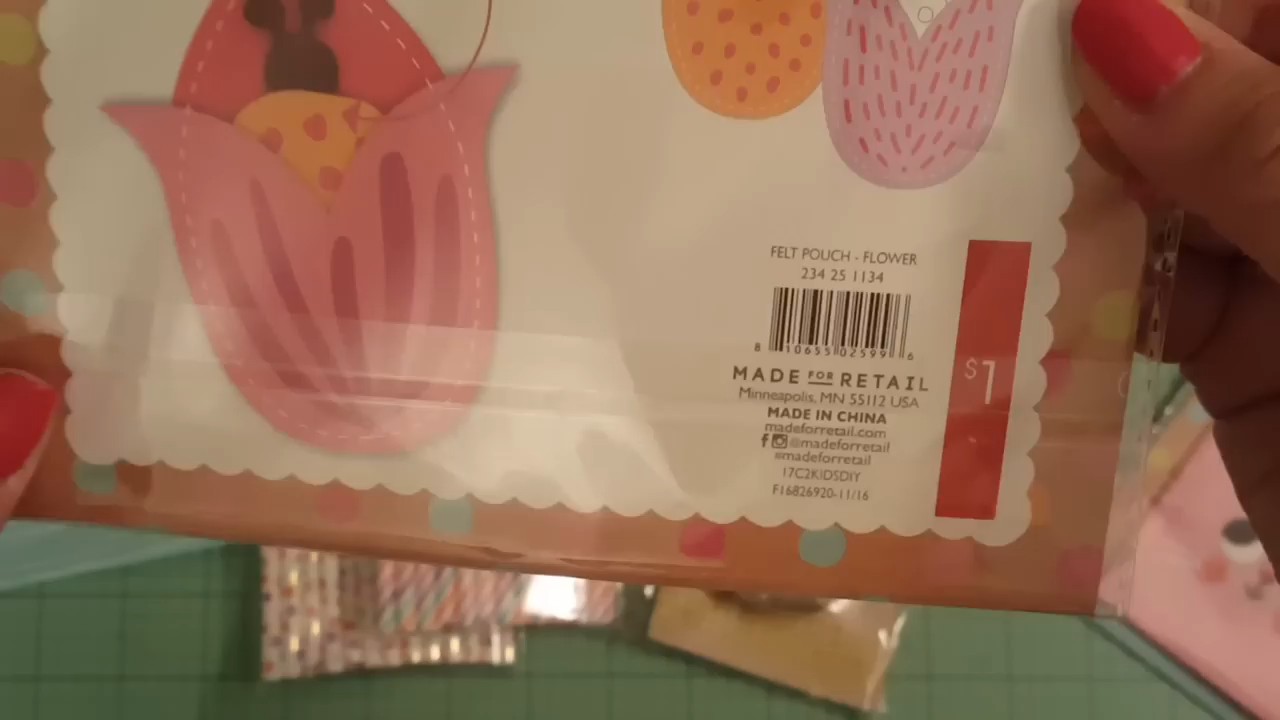 FELT POUCH - FLOWER
234 25 1134
8 10655 02599 6
MADE FOR RETAIL
Minneapolis, MN 55112 USA
MADE IN CHINA
madeforretail.com
@madeforretail
#madeforretail
17C2KIDSDIY
F16826920-11/16
$1